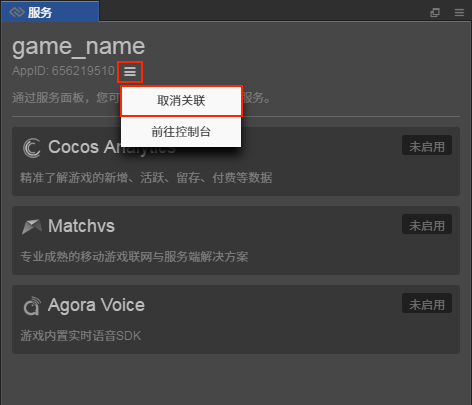 服务
game_name
AppID: 656219510
取消关联
通过服务面板，您可
服务。
前往控制台
Cocos Analytics
未启用
精准了解游戏的新增、活跃、留存、付费等数据
Matchvs
未启用
专业成熟的移动游戏联网与服务端解决方案
Agora Voice
未启用
游戏内置实时语音SDK